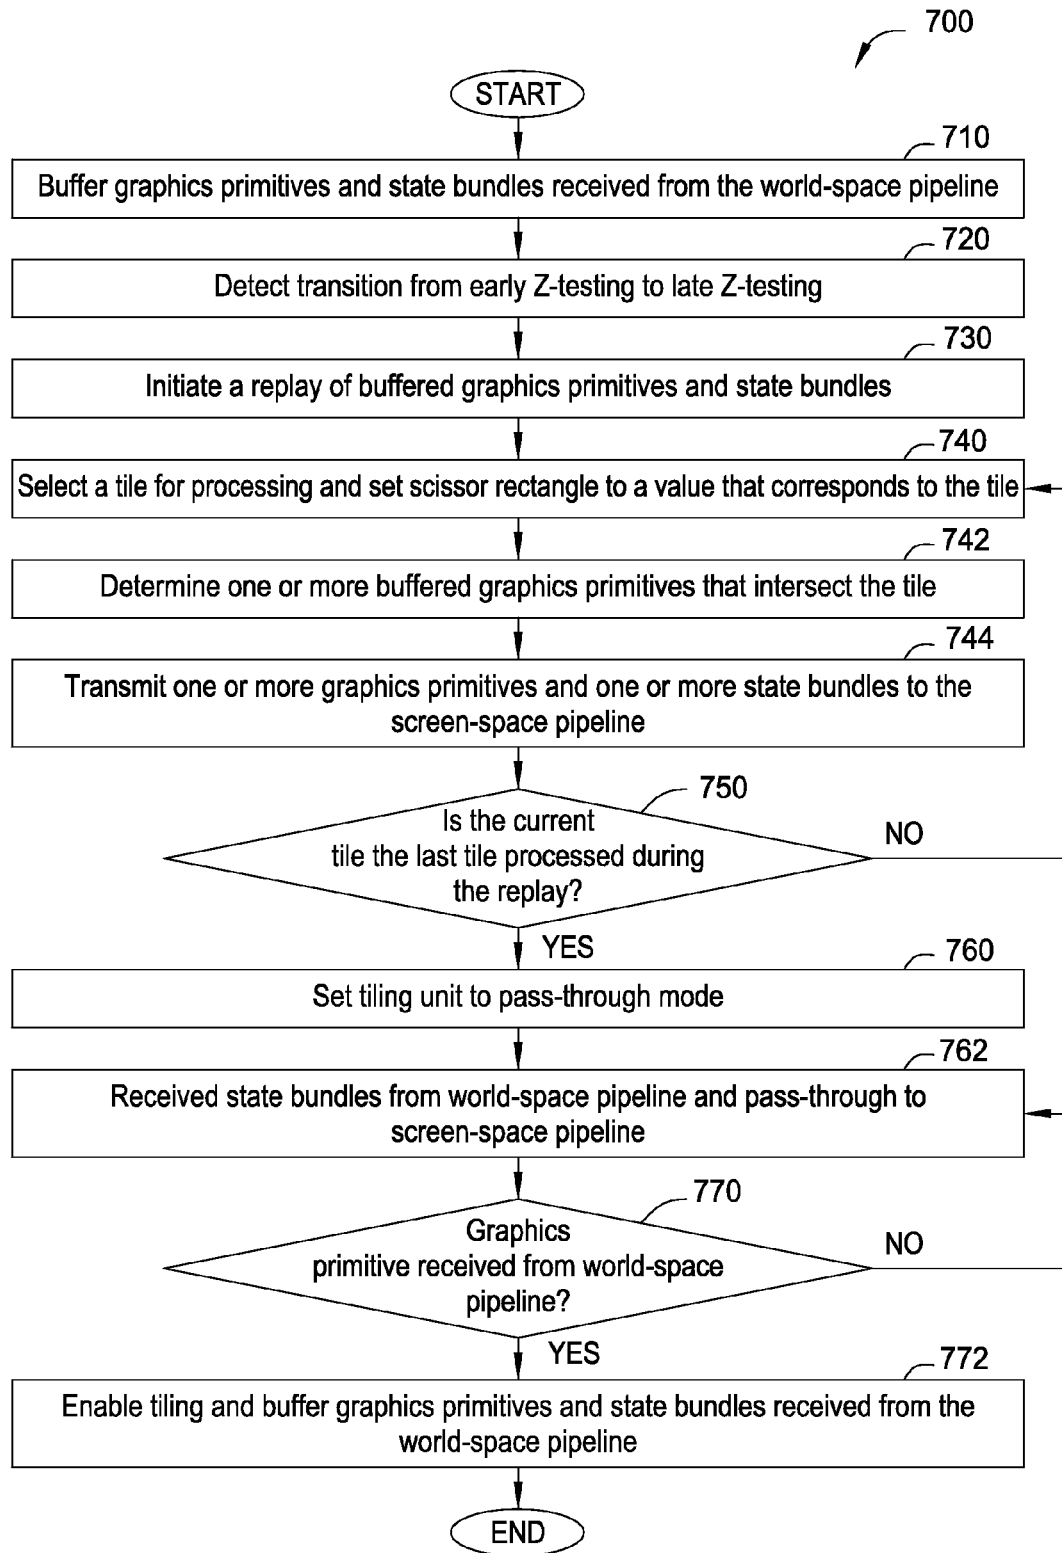 700
START
710
Buffer graphics primitives and state bundles received from the world-space pipeline
720
Detect transition from early Z-testing to late Z-testing
730
Initiate a replay of buffered graphics primitives and state bundles
740
Select a tile for processing and set scissor rectangle to a value that corresponds to the tile
742
Determine one or more buffered graphics primitives that intersect the tile
744
Transmit one or more graphics primitives and one or more state bundles to the
screen-space pipeline
750
Is the current
tile the last tile processed during
the replay?
NO
YES
760
Set tiling unit to pass-through mode
762
Received state bundles from world-space pipeline and pass-through to
screen-space pipeline
770
Graphics
primitive received from world-space
pipeline?
NO
YES
772
Enable tiling and buffer graphics primitives and state bundles received from the
world-space pipeline
END